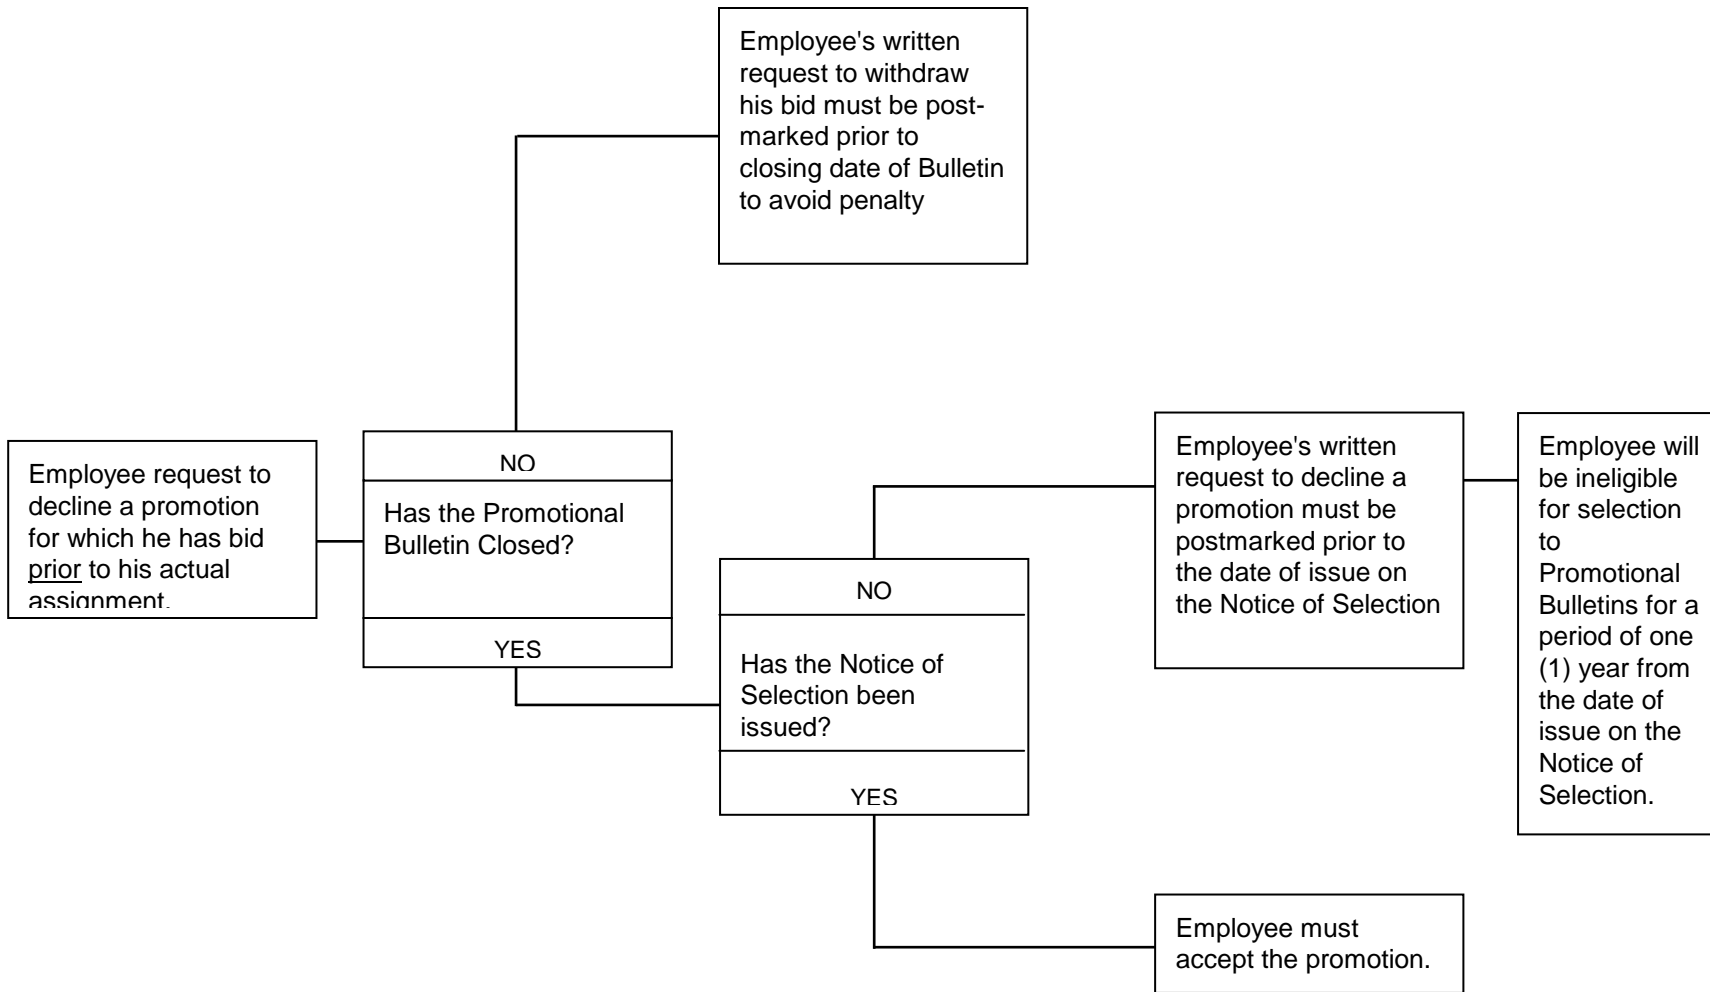 Employee's written
request to withdraw
his bid must be post-
marked prior to
closing date of Bulletin
to avoid penalty
Employee request to
decline a promotion
for which he has bid
prior to his actual
assignment.
NO
Has the Promotional
Bulletin Closed?
YES
NO
Has the Notice of
Selection been
issued?
YES
Employee's written
request to decline a
promotion must be
postmarked prior to
the date of issue on
the Notice of Selection
Employee will
be ineligible
for selection
to
Promotional
Bulletins for a
period of one
(1) year from
the date of
issue on the
Notice of
Selection.
Employee must
accept the promotion.